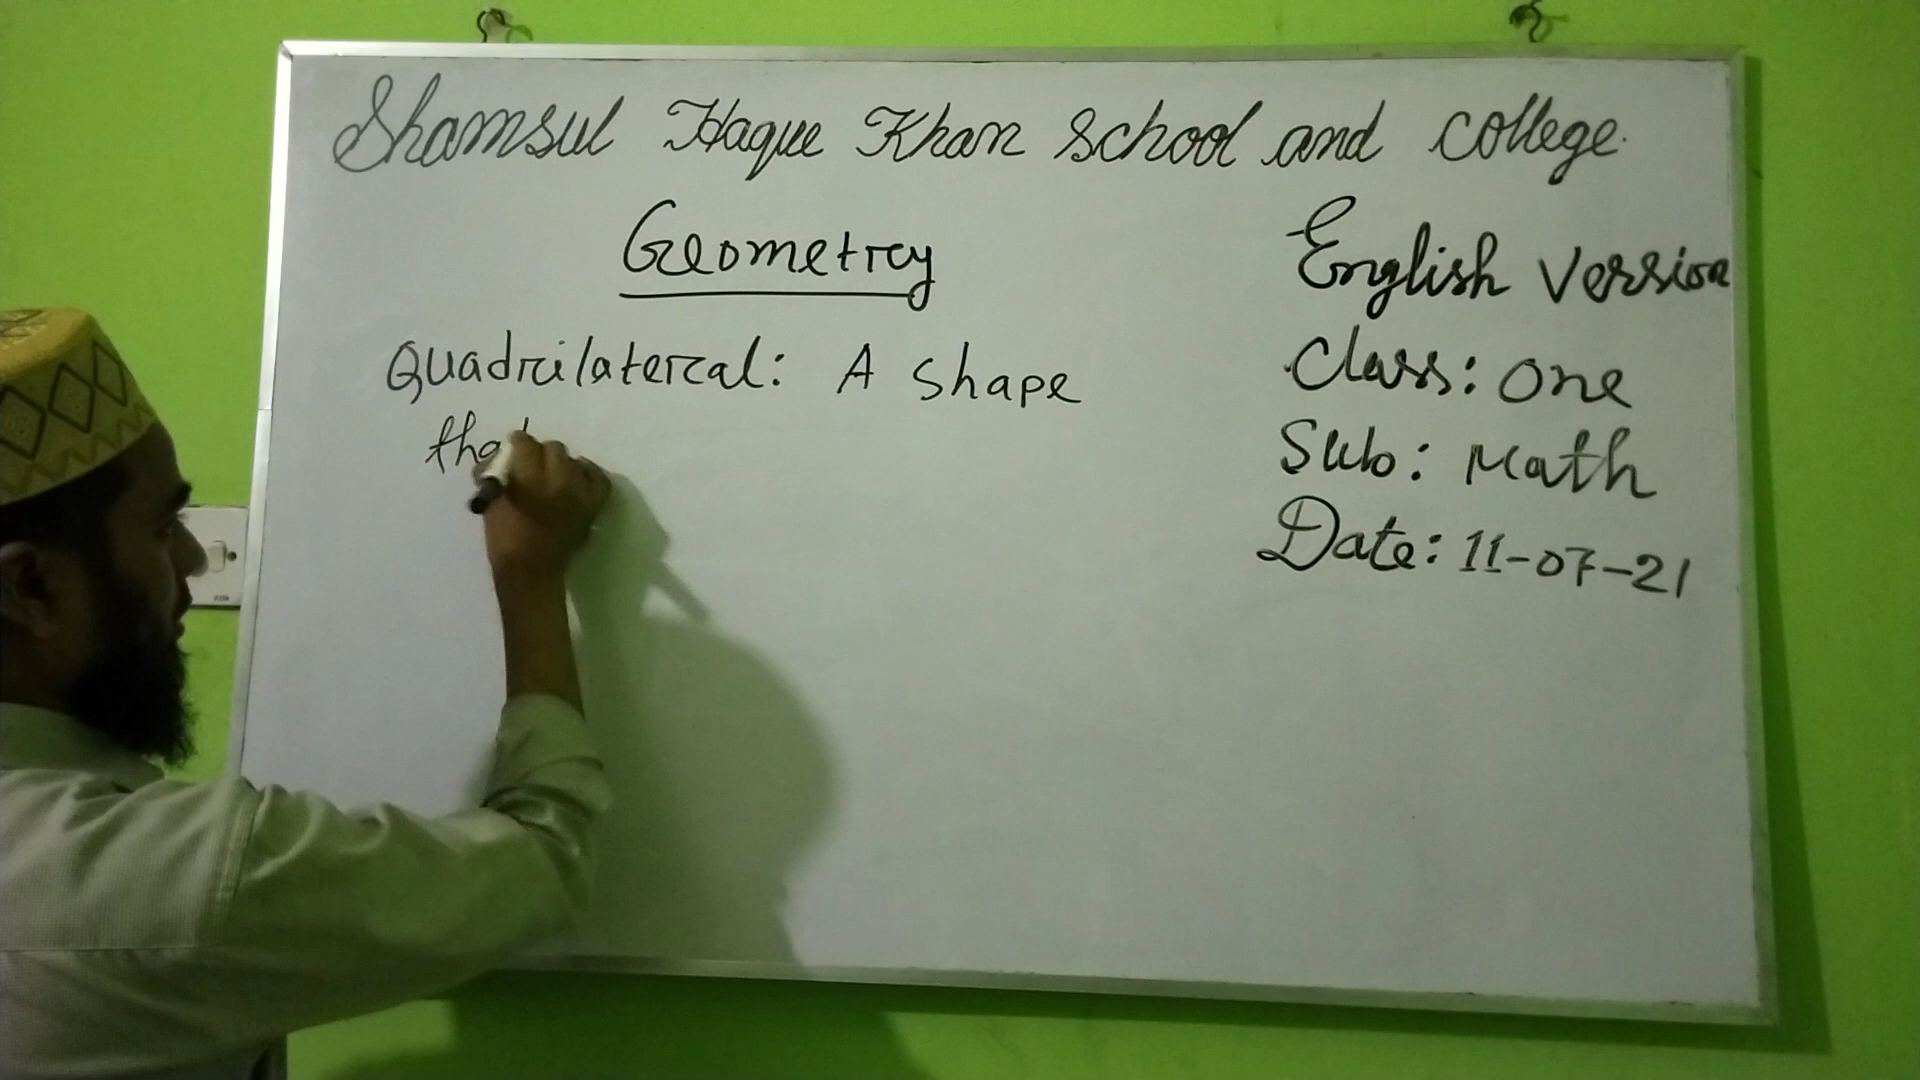 Shamsul Haque Khan School and college.
Geometry
Quadrilateral: A shape
that
English Version
Class: One
Sub: Math
Date: 11-07-21